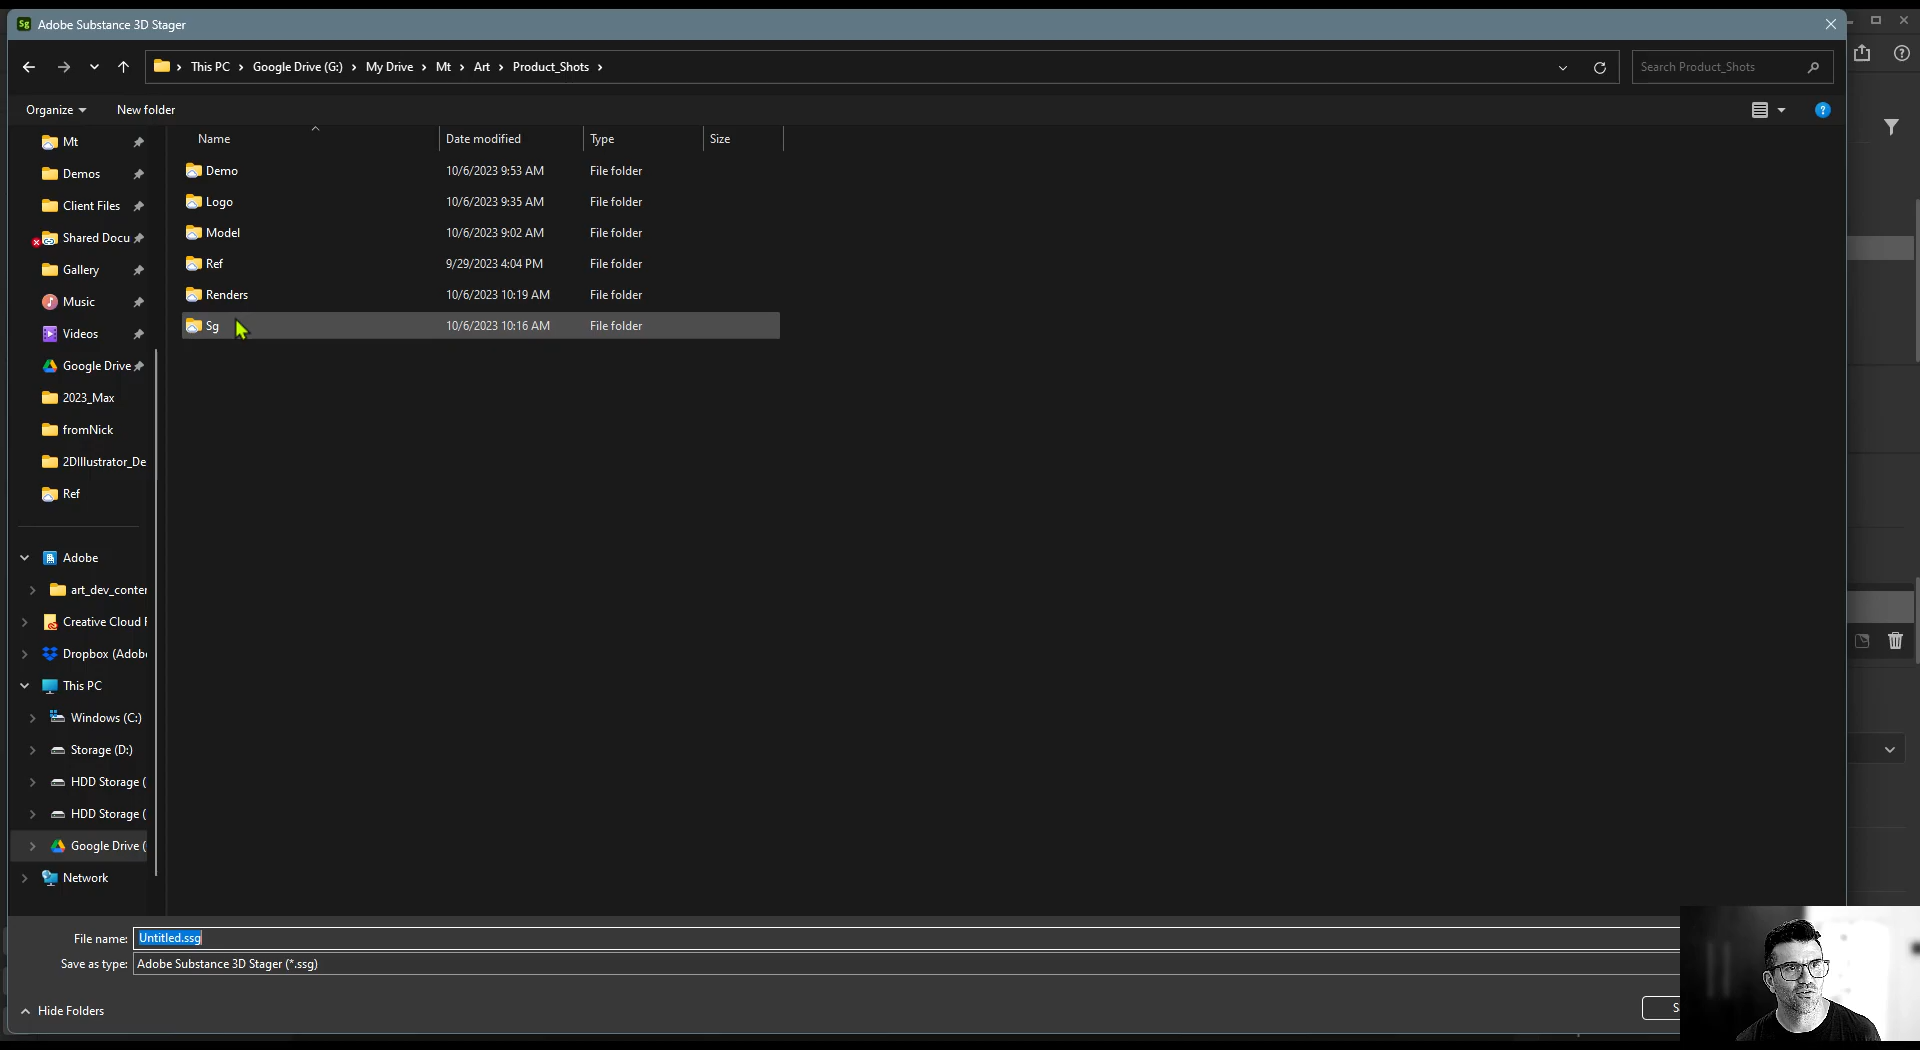 Sg Adobe Substance 3D Stager
This PC Google Drive (G:) My Drive Mt Art Product_Shots
Search Product_Shots
Organize New folder
?
Name Date modified Type Size
Demo 10/6/2023 9:53 AM File folder
Logo 10/6/2023 9:35 AM File folder
Model 10/6/2023 9:02 AM File folder
Ref 9/29/2023 4:04 PM File folder
Renders 10/6/2023 10:19 AM File folder
Sg 10/6/2023 10:16 AM File folder
Mt
Demos
Client Files
Shared Docu
Gallery
Music
Videos
Google Drive
2023_Max
fromNick
2DIllustrator_De
Ref
Adobe
art_dev_conter
Creative Cloud F
Dropbox (Adobe
This PC
Windows (C:)
Storage (D:)
HDD Storage (
HDD Storage (
Google Drive (
Network
File name: Untitled.ssg
Save as type: Adobe Substance 3D Stager (*.ssg)
Hide Folders